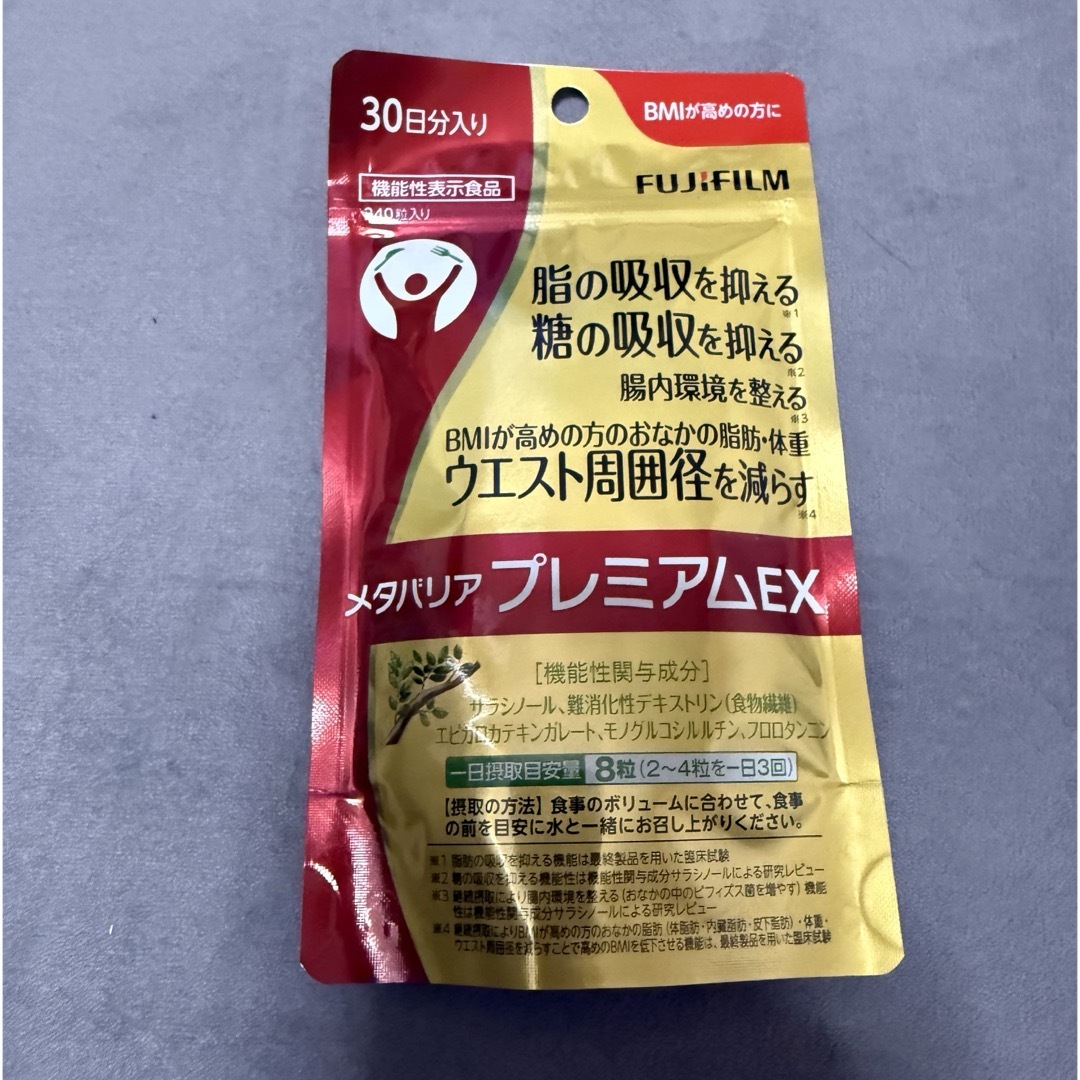 30日分入り
BMIが高めの方に
機能性表示食品
FUJIFILM
240粒入り
脂の吸収を抑える※1
糖の吸収を抑える※2
腸内環境を整える※3
BMIが高めの方のおなかの脂肪・体重
ウエスト周囲径を減らす※4
メタバリア プレミアムEX
[機能性関与成分]
サラシノール、難消化性デキストリン(食物繊維)
エピガロカテキンガレート、モノグルコシルルチン、フロロタンニン
一日摂取目安量 8粒(2〜4粒を一日3回)
【摂取の方法】食事のボリュームに合わせて、食事
の前を目安に水と一緒にお召し上がりください。
※1 脂肪の吸収を抑える機能は最終製品を用いた臨床試験
※2 糖の吸収を抑える機能性は機能性関与成分サラシノールによる研究レビュー
※3 継続摂取により腸内環境を整える(おなかの中のビフィズス菌を増やす)機能
性は機能性関与成分サラシノールによる研究レビュー
※4 継続摂取によりBMIが高めの方のおなかの脂肪(体脂肪・内臓脂肪・皮下脂肪)・体重・
ウエスト周囲径を減らすことで高めのBMIを低下させる機能は、最終製品を用いた臨床試験